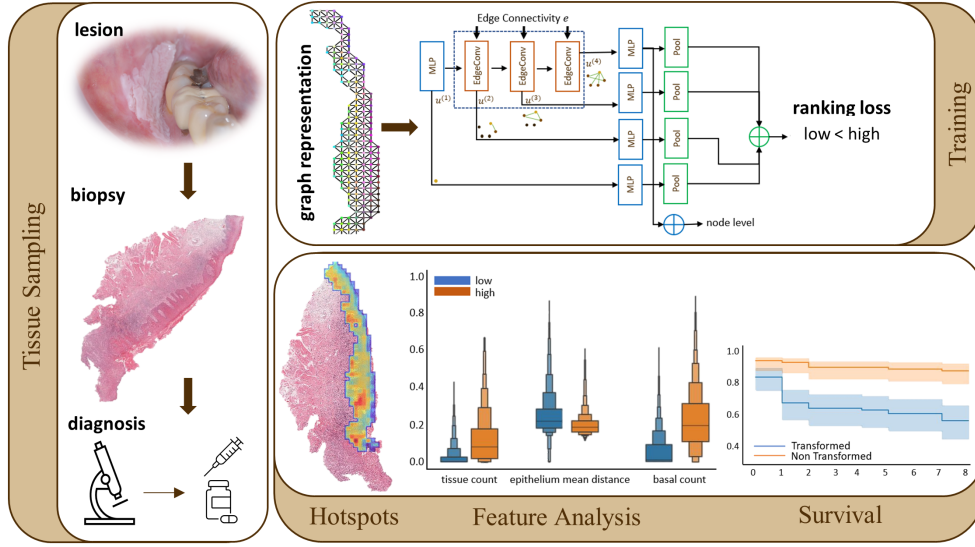 Tissue Sampling
lesion
biopsy
diagnosis
graph representation
Edge Connectivity e
MLP
EdgeConv
EdgeConv
EdgeConv
u(1)
u(2)
u(3)
u(4)
MLP
Pool
MLP
Pool
MLP
Pool
MLP
Pool
node level
ranking loss
low < high
Training
1.0
0.8
0.6
0.4
0.2
0.0
low
high
tissue count epithelium mean distance basal count
1.0
0.8
0.6
0.4
Transformed
Non Transformed
0 1 2 3 4 5 6 7 8
Hotspots Feature Analysis Survival